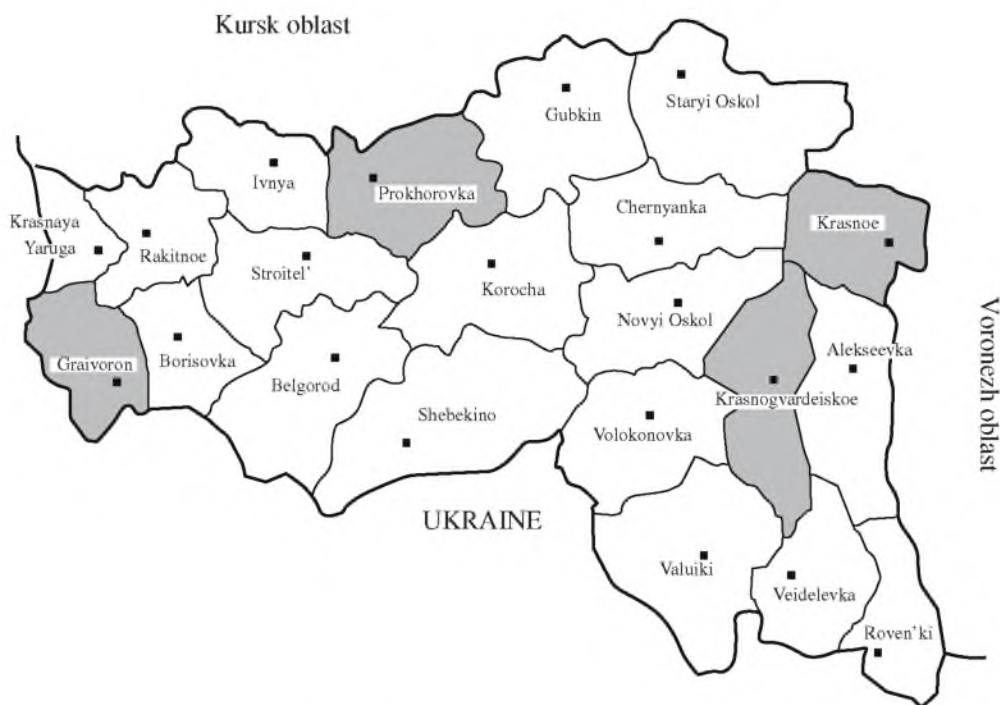 Kursk oblast
Gubkin
Staryi Oskol
Ivnya
Prokhorovka
Chernyanka
Krasnoe
Krasnaya
Yaruga
Rakitnoe
Stroitel'
Korocha
Novyi Oskol
Voronezh oblast
Graivoron
Borisovka
Belgorod
Alekseevka
Krasnogvardeiskoe
Shebekino
Volokonovka
UKRAINE
Valuiki
Veidelevka
Roven'ki